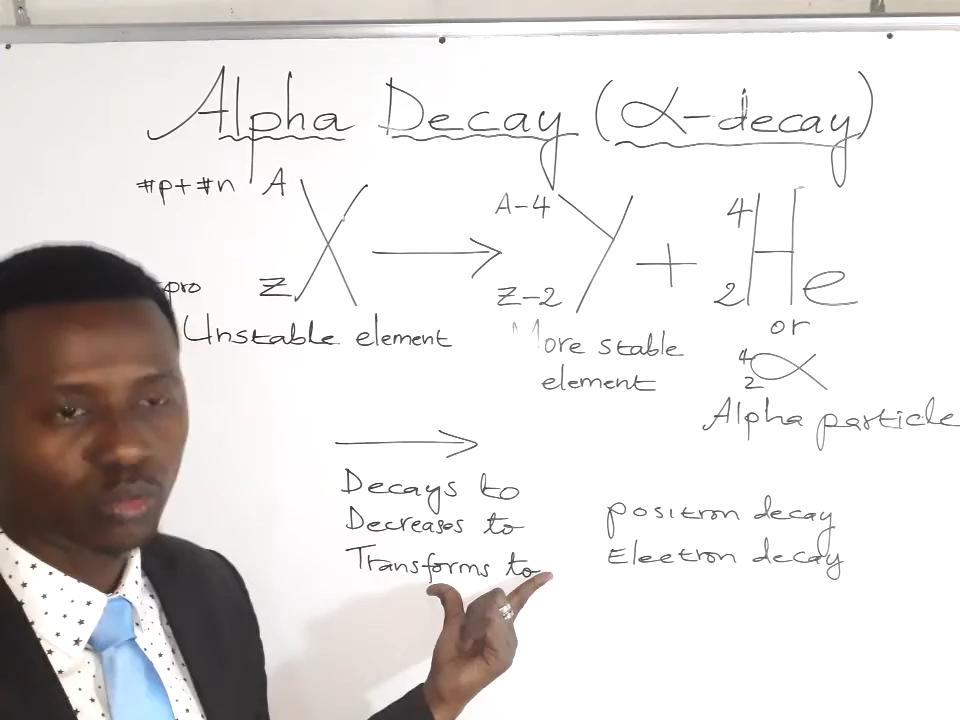 Alpha Decay (α-decay)
#p+#n A X → A-4 Y + 4 He
pro Z Z-2 2
Unstable element
More stable
element
or
4 α
2
Alpha particle
→
Decays to
Decreases to
Transforms to
positron decay
Electron decay